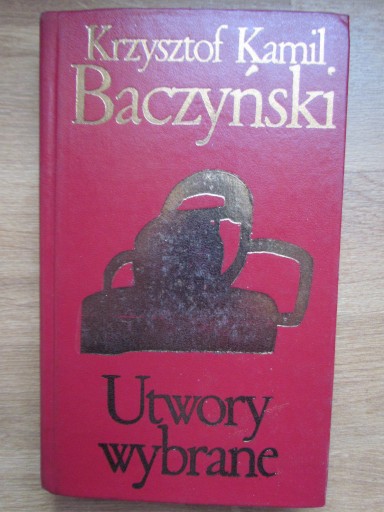 Krzysztof Kamil
Baczyński
Utwory
wybrane